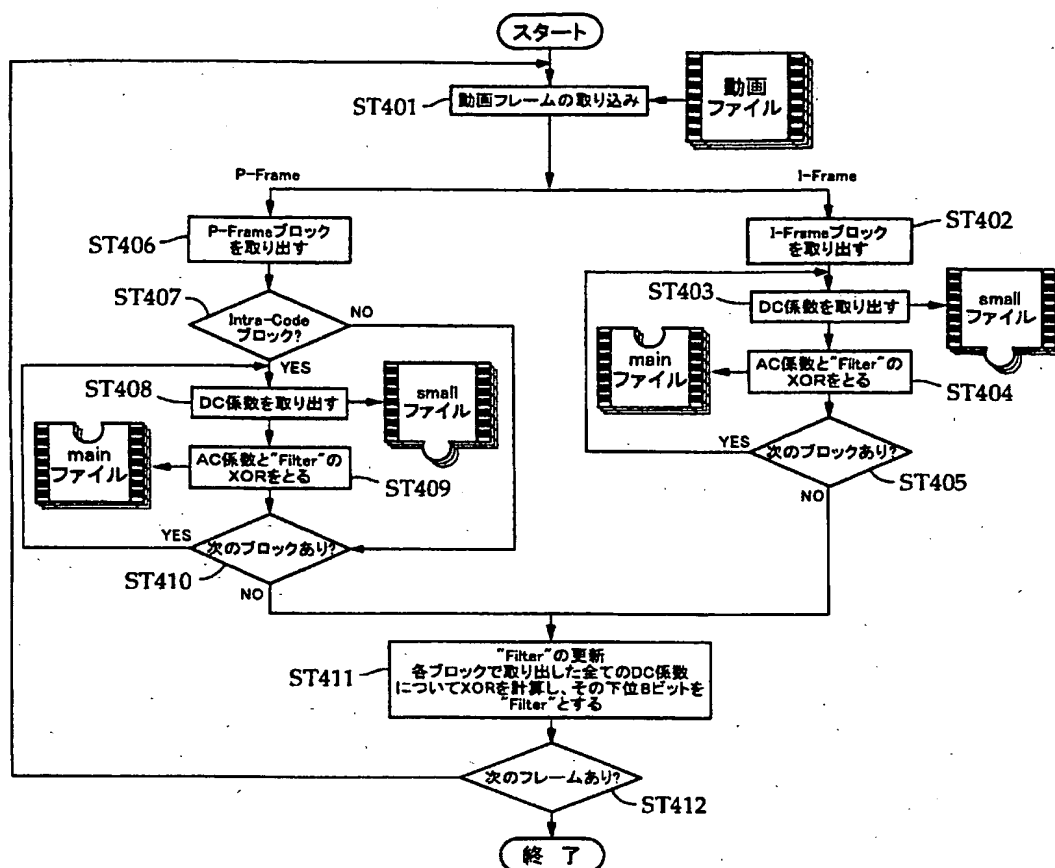 スタート
ST401
動画フレームの取り込み
動画
ファイル
P-Frame
I-Frame
ST406
P-Frameブロック
を取り出す
I-Frameブロック
を取り出す
ST402
ST407
Intra-Code
ブロック?
NO
YES
ST403
DC係数を取り出す
small
ファイル
main
ファイル
AC係数と"Filter"の
XORをとる
ST404
ST408
DC係数を取り出す
small
ファイル
main
ファイル
AC係数と"Filter"の
XORをとる
ST409
YES
次のブロックあり?
ST405
NO
YES
次のブロックあり?
ST410
NO
ST411
"Filter"の更新
各ブロックで取り出した全てのDC係数
についてXORを計算し、その下位8ビットを
"Filter"とする
次のフレームあり?
ST412
終 了